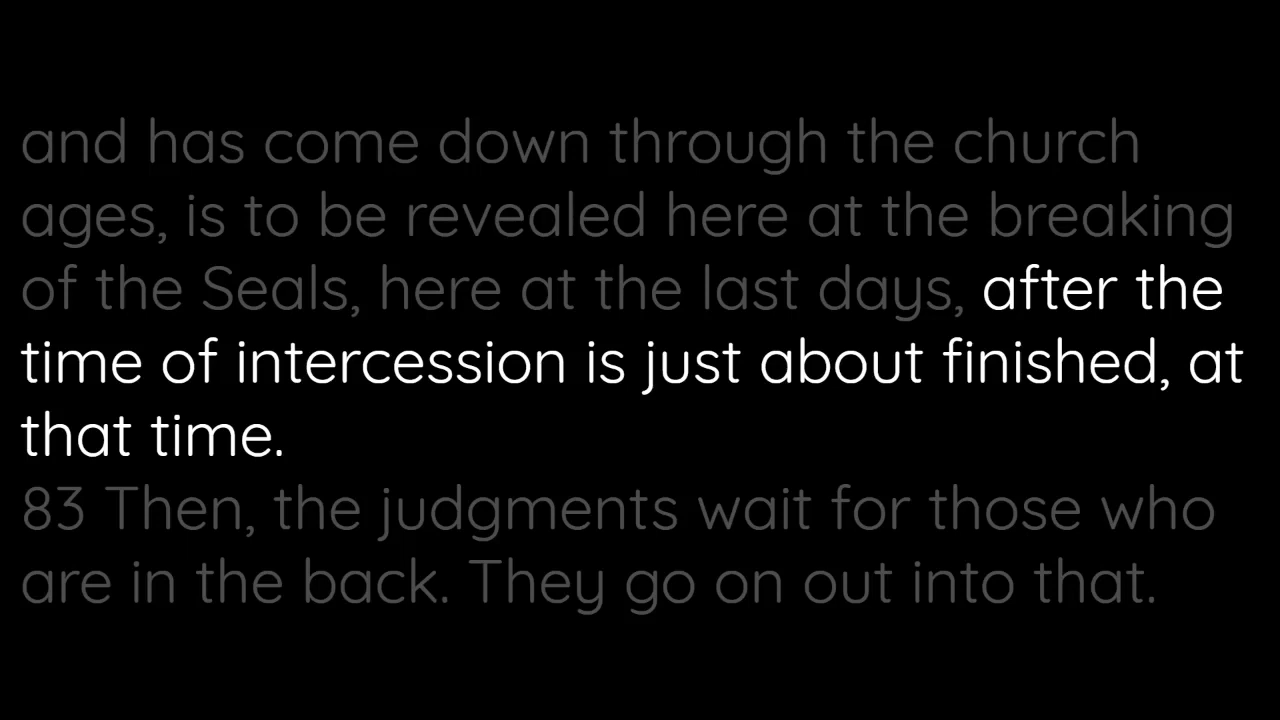 and has come down through the church
ages, is to be revealed here at the breaking
of the Seals, here at the last days, after the
time of intercession is just about finished, at
that time.
83 Then, the judgments wait for those who
are in the back. They go on out into that.